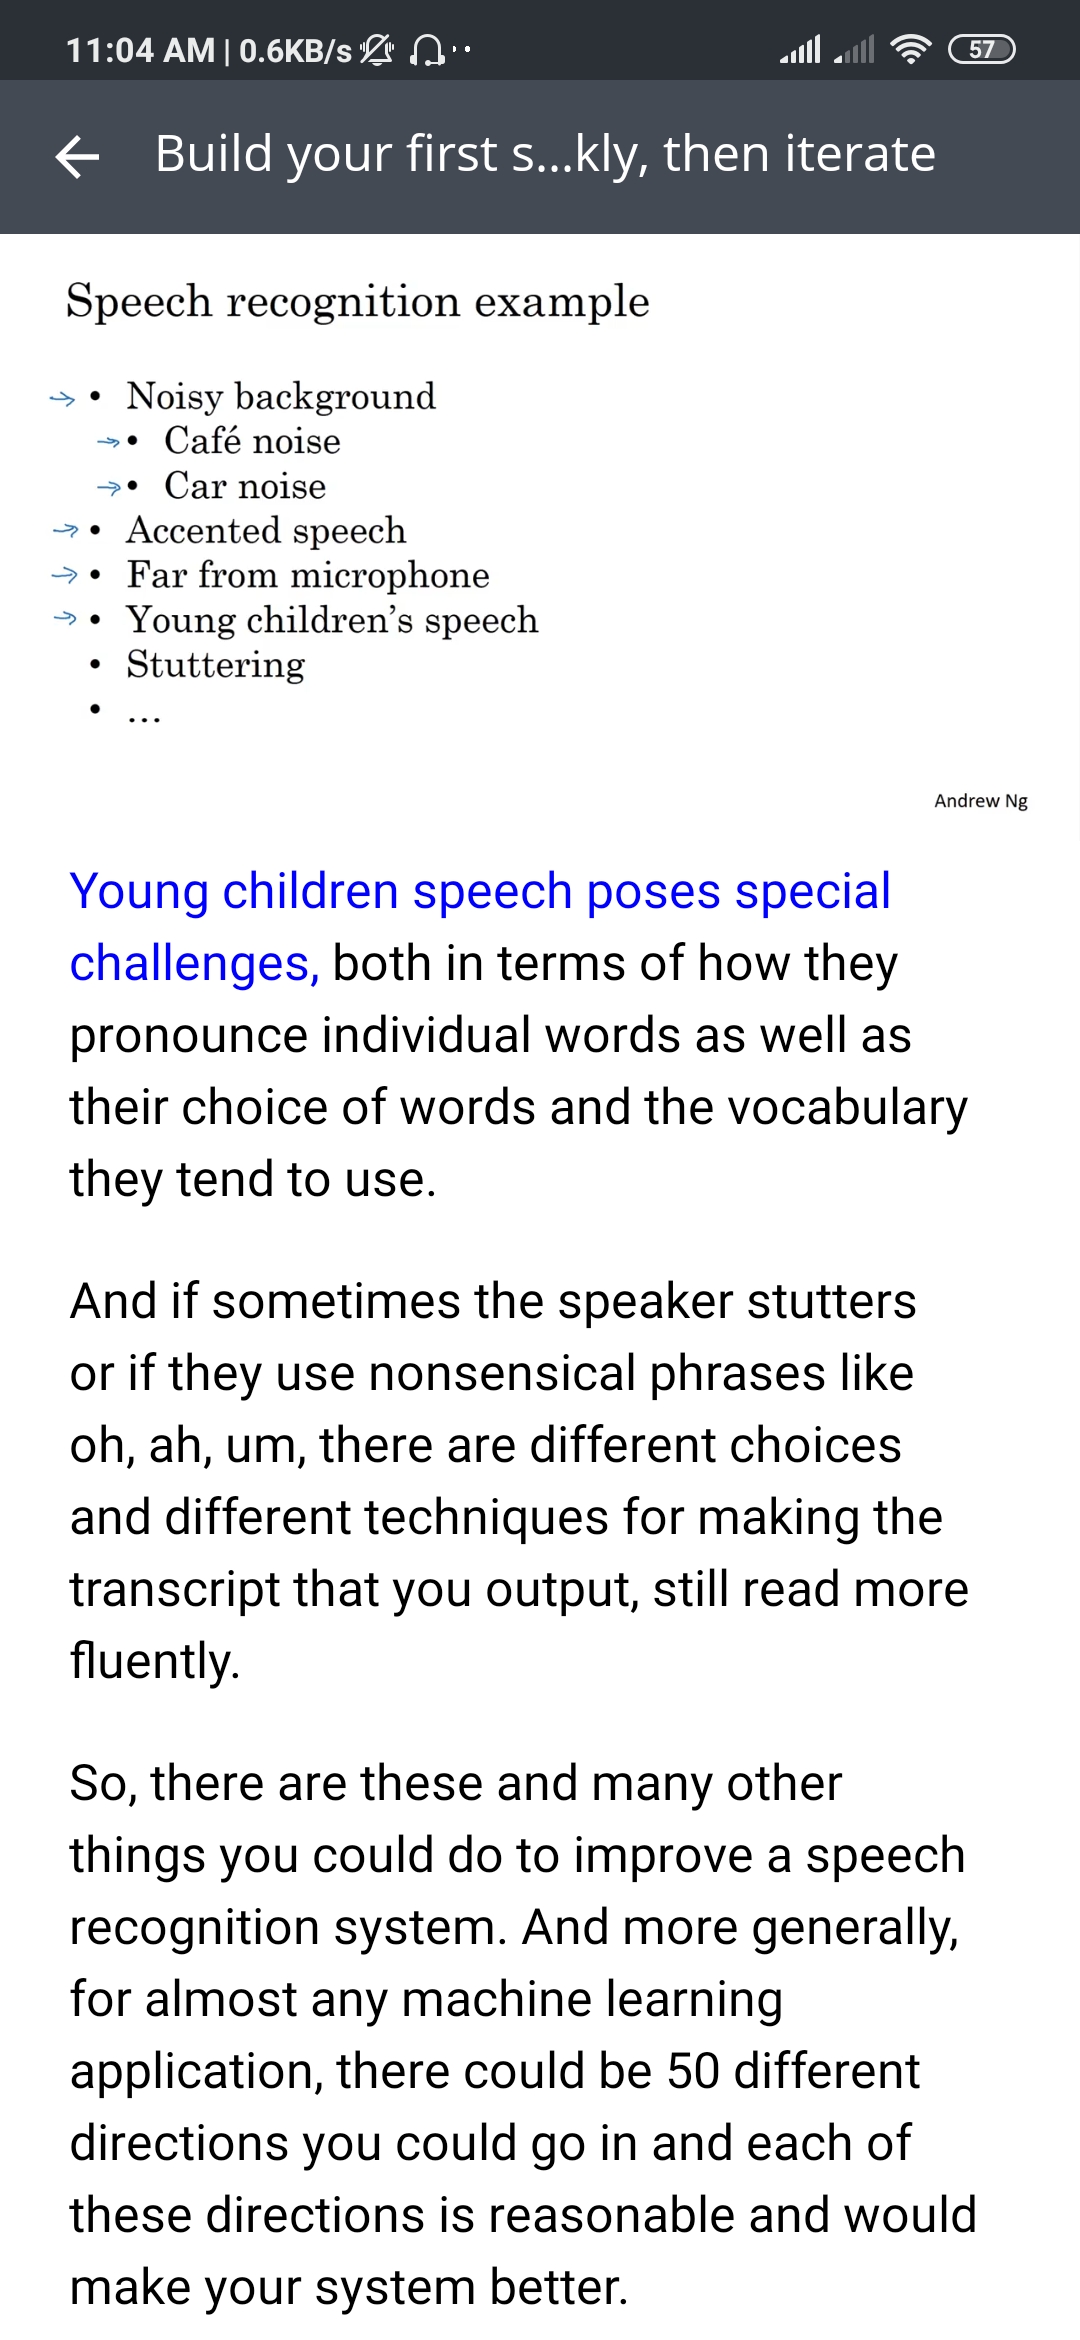 11:04 AM | 0.6KB/s
57
Build your first s...kly, then iterate
Speech recognition example
→ • Noisy background
→ • Café noise
→ • Car noise
→ • Accented speech
→ • Far from microphone
→ • Young children’s speech
• Stuttering
• ...
Andrew Ng
Young children speech poses special
challenges, both in terms of how they
pronounce individual words as well as
their choice of words and the vocabulary
they tend to use.
And if sometimes the speaker stutters
or if they use nonsensical phrases like
oh, ah, um, there are different choices
and different techniques for making the
transcript that you output, still read more
fluently.
So, there are these and many other
things you could do to improve a speech
recognition system. And more generally,
for almost any machine learning
application, there could be 50 different
directions you could go in and each of
these directions is reasonable and would
make your system better.